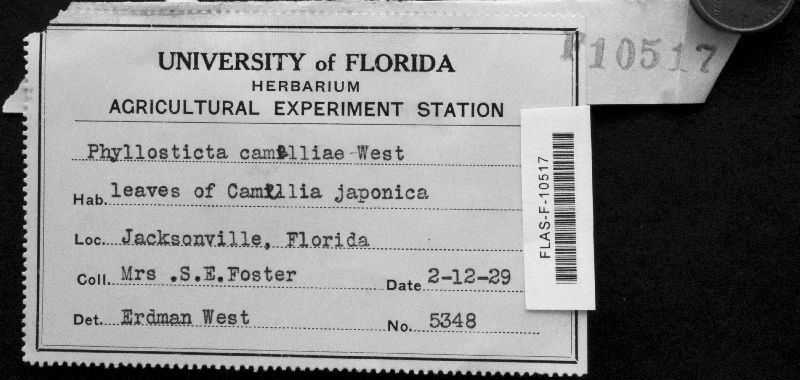 F10517
UNIVERSITY of FLORIDA
HERBARIUM
AGRICULTURAL EXPERIMENT STATION
Phyllosticta camelliae West
Hab. leaves of Camellia japonica
Loc. Jacksonville, Florida
Coll. Mrs .S.E.Foster Date 2-12-29
Det. Erdman West No. 5348
FLAS-F-10517